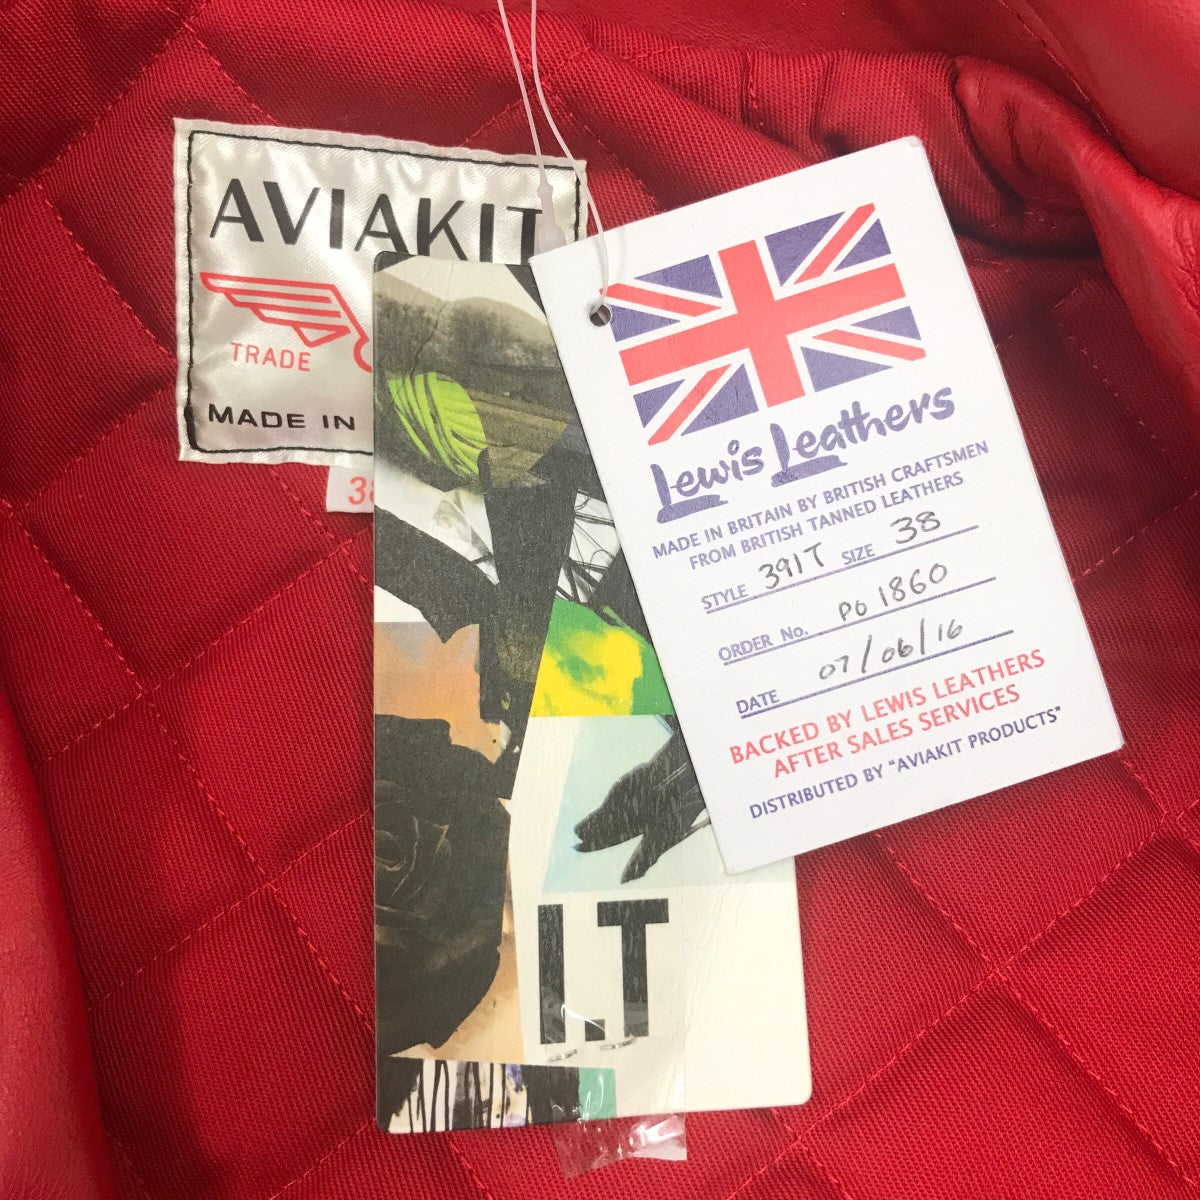 AVIAKIT
TRADE
MADE IN
38
I.T
Lewis Leathers
MADE IN BRITAIN BY BRITISH CRAFTSMEN
FROM BRITISH TANNED LEATHERS
STYLE 391T SIZE 38
ORDER No. PO 1860
DATE 07/06/16
BACKED BY LEWIS LEATHERS
AFTER SALES SERVICES
DISTRIBUTED BY "AVIAKIT PRODUCTS"